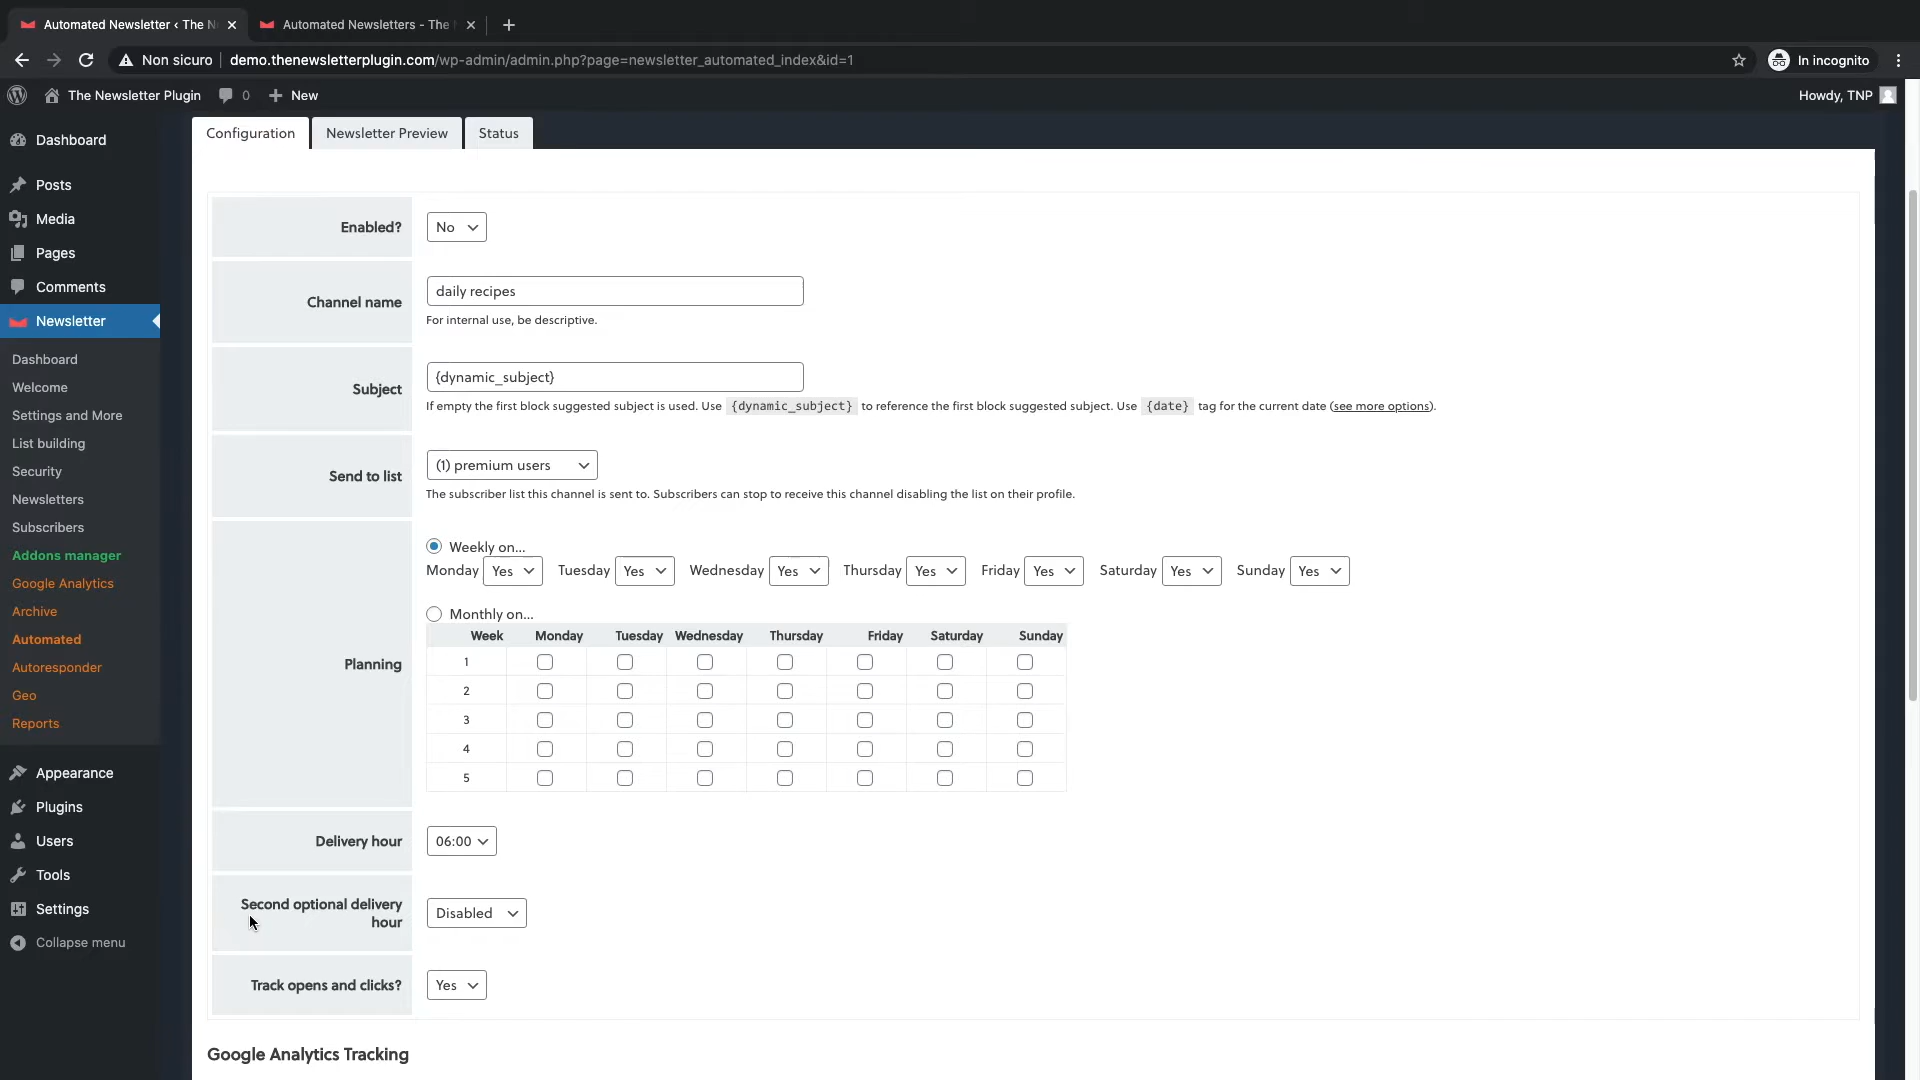 Automated Newsletter ‹ The N
Automated Newsletters - The
Non sicuro
demo.thenewsletterplugin.com/wp-admin/admin.php?page=newsletter_automated_index&id=1
In incognito
The Newsletter Plugin
0
New
Howdy, TNP
Dashboard
Posts
Media
Pages
Comments
Newsletter
Dashboard
Welcome
Settings and More
List building
Security
Newsletters
Subscribers
Addons manager
Google Analytics
Archive
Automated
Autoresponder
Geo
Reports
Appearance
Plugins
Users
Tools
Settings
Collapse menu
Configuration Newsletter Preview Status
Enabled? No
Channel name daily recipes
For internal use, be descriptive.
Subject {dynamic_subject}
If empty the first block suggested subject is used. Use {dynamic_subject} to reference the first block suggested subject. Use {date} tag for the current date (see more options).
Send to list (1) premium users
The subscriber list this channel is sent to. Subscribers can stop to receive this channel disabling the list on their profile.
Planning
Weekly on...
Monday Yes Tuesday Yes Wednesday Yes Thursday Yes Friday Yes Saturday Yes Sunday Yes
Monthly on...
Week Monday Tuesday Wednesday Thursday Friday Saturday Sunday
1
2
3
4
5
Delivery hour 06:00
Second optional delivery
hour
Disabled
Track opens and clicks? Yes
Google Analytics Tracking